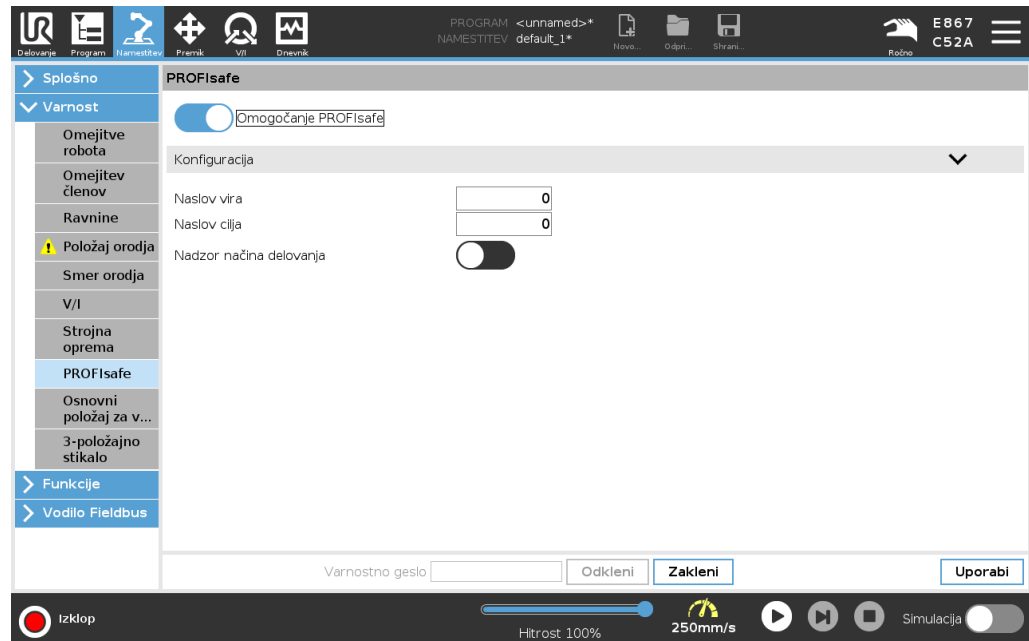 UR
PROGRAM <unnamed>*
NAMESTITEV default_1*
E867
C52A
Delovanje Program Namestitev Premik V/I Dnevnik Novo... Odpri... Shrani... Ročno
Splošno
Varnost
Omejitve
robota
Omejitev
členov
Ravnine
Položaj orodja
Smer orodja
V/I
Strojna
oprema
PROFIsafe
Osnovni
položaj za v...
3-položajno
stikalo
Funkcije
Vodilo Fieldbus
PROFIsafe
Omogočanje PROFIsafe
Konfiguracija
Naslov vira 0
Naslov cilja 0
Nadzor načina delovanja
Varnostno geslo Odkleni Zakleni Uporabi
Izklop
Hitrost 100%
250mm/s
Simulacija